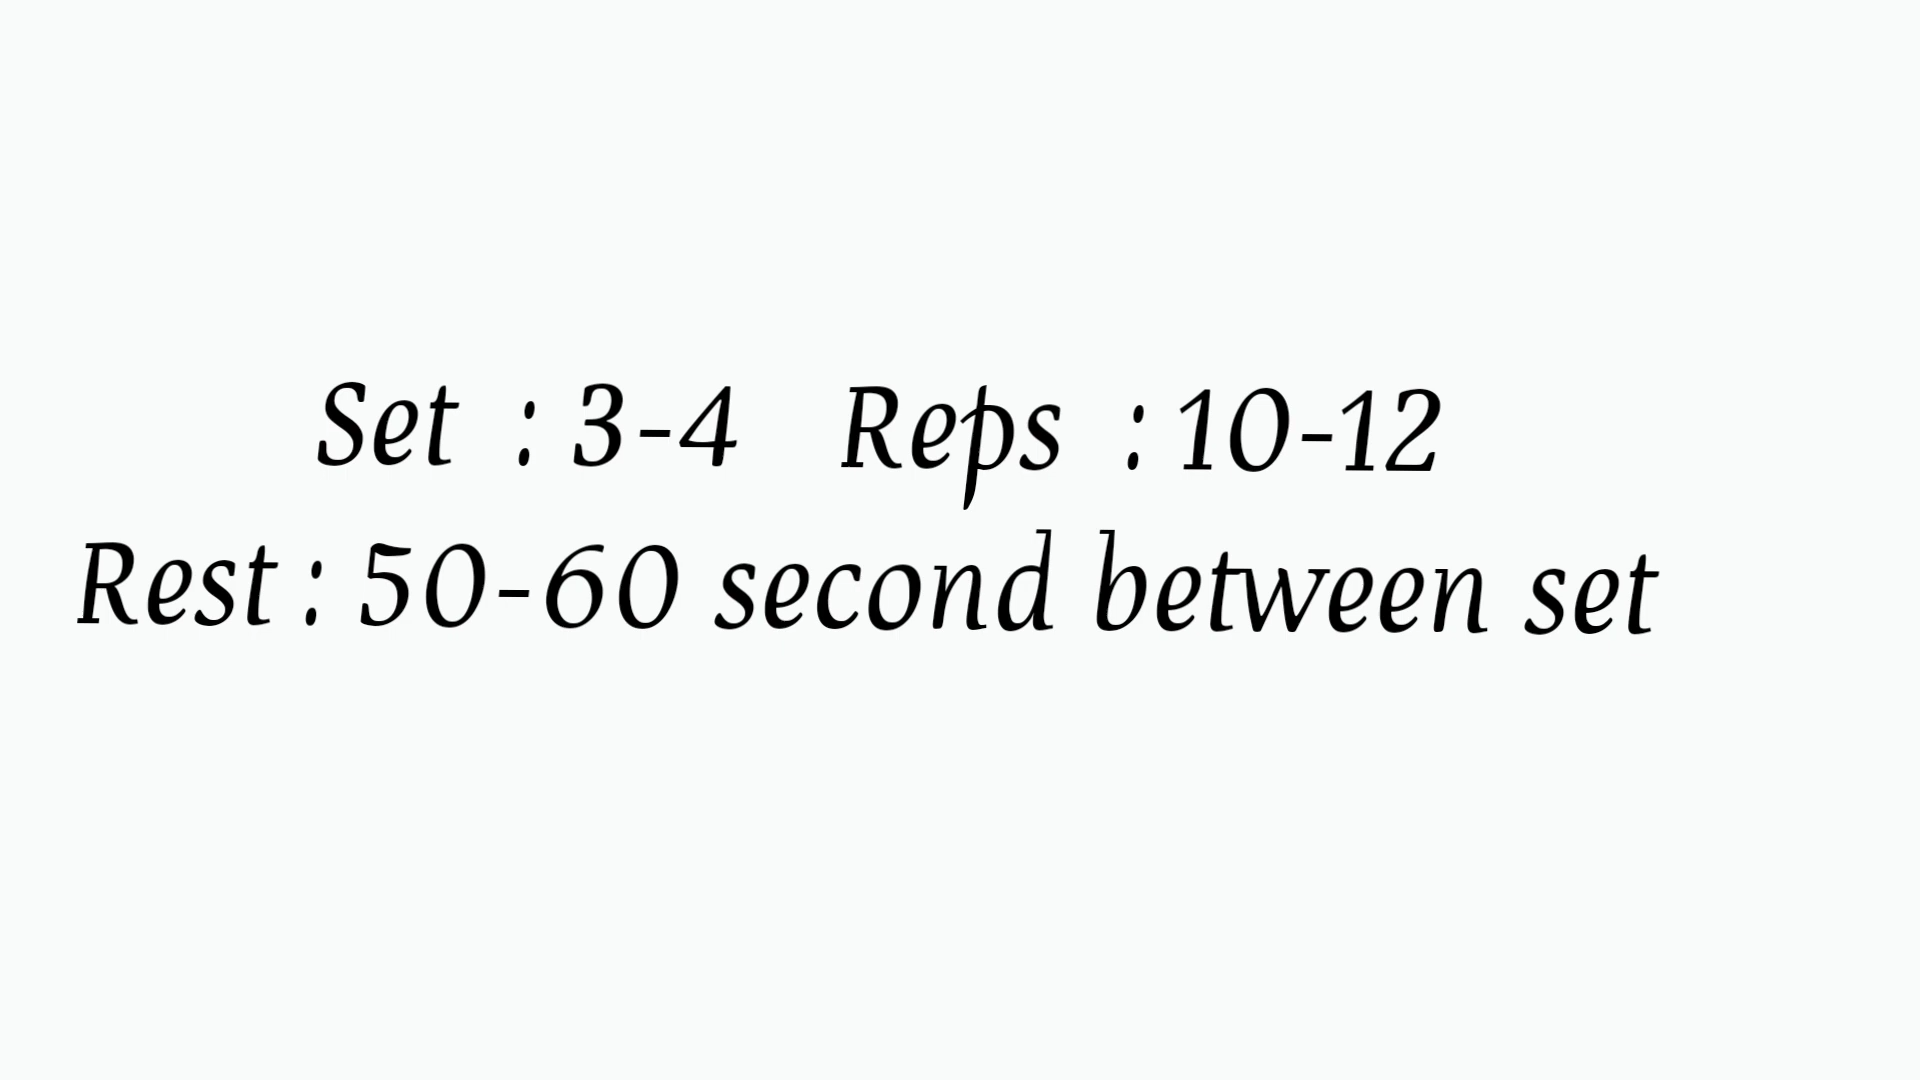 Set : 3-4 Reps : 10-12
Rest : 50-60 second between set